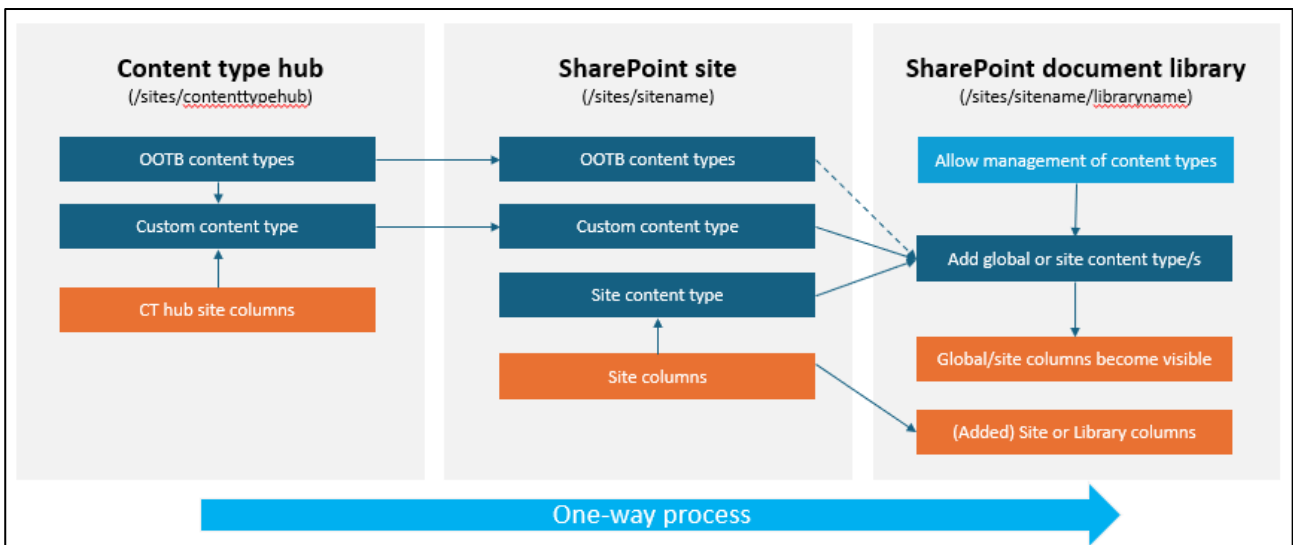 Content type hub
(/sites/contenttypehub)
OOTB content types
Custom content type
CT hub site columns
SharePoint site
(/sites/sitename)
OOTB content types
Custom content type
Site content type
Site columns
SharePoint document library
(/sites/sitename/libraryname)
Allow management of content types
Add global or site content type/s
Global/site columns become visible
(Added) Site or Library columns
One-way process